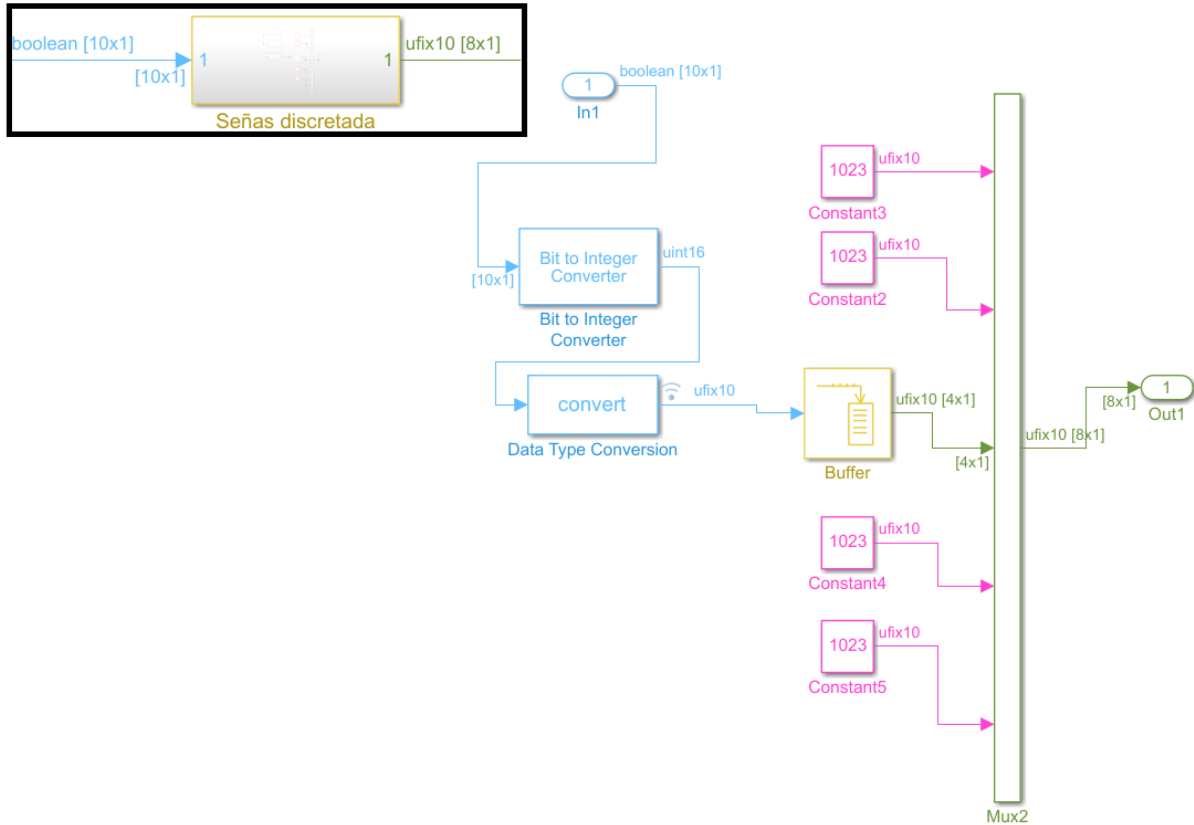 boolean [10x1]
ufix10 [8x1]
1
1
[10x1]
Señas discretada
boolean [10x1]
1
In1
1023
ufix10
Constant3
1023
ufix10
Constant2
Bit to Integer
Converter
uint16
[10x1]
Bit to Integer
Converter
convert
ufix10
Data Type Conversion
ufix10 [4x1]
Buffer
[4x1]
1
[8x1]
Out1
ufix10 [8x1]
1023
ufix10
Constant4
1023
ufix10
Constant5
Mux2